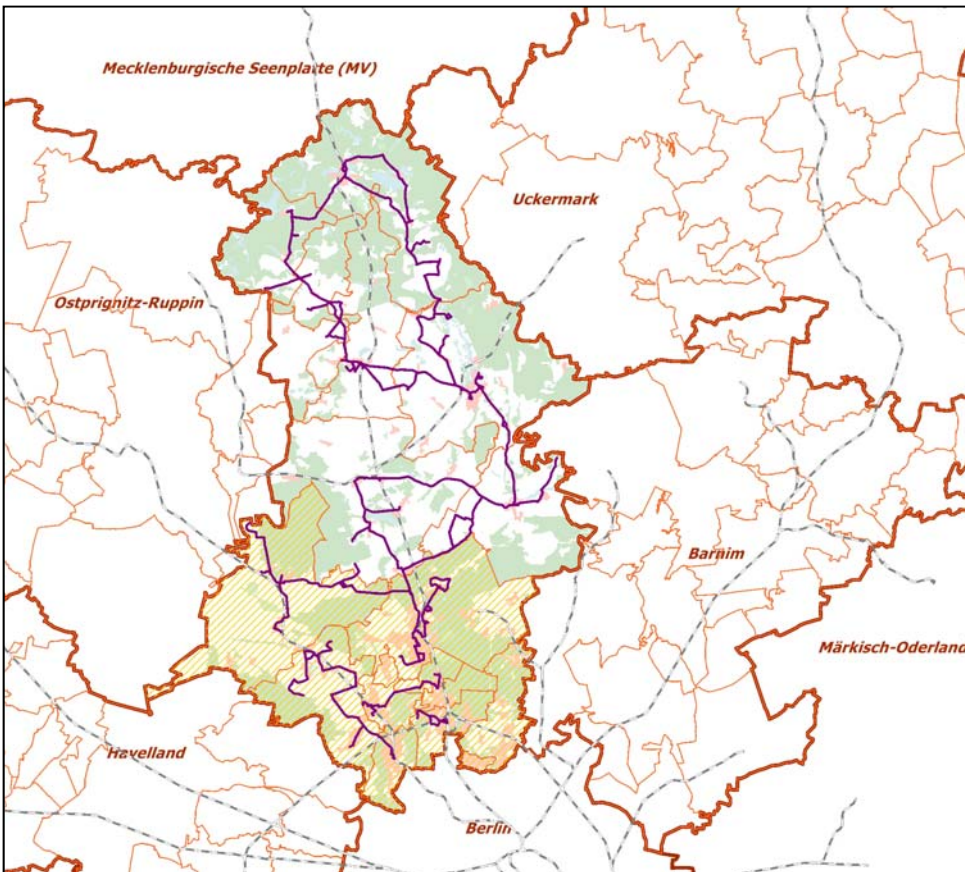 Mecklenburgische Seenplatte (MV)
Uckermark
Ostprignitz-Ruppin
Barnim
Märkisch-Oderland
Havelland
Berlin